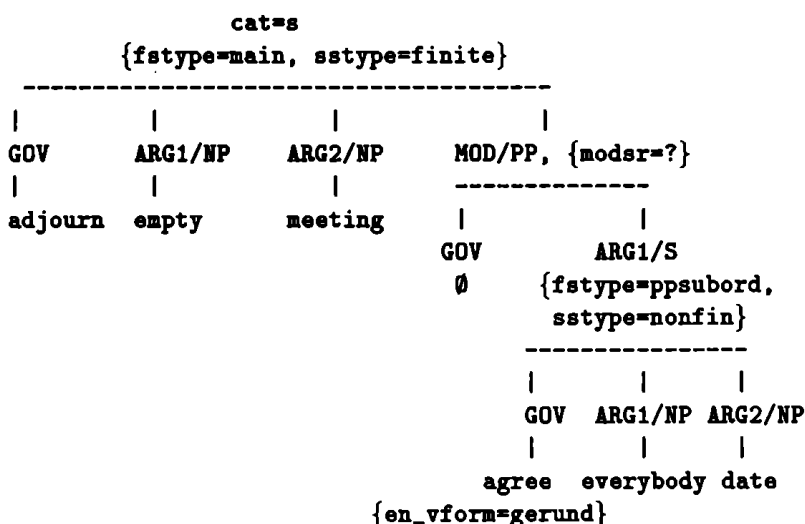 cat=s
{fstype=main, sstype=finite}
--------------------------------------
| | | |
GOV ARG1/NP ARG2/NP MOD/PP, {modsr=?}
| | | --------------
adjourn empty meeting | |
GOV ARG1/S
Ø {fstype=ppsubord,
sstype=nonfin}
----------------
| | |
GOV ARG1/NP ARG2/NP
| | |
agree everybody date
{en_vform=gerund}